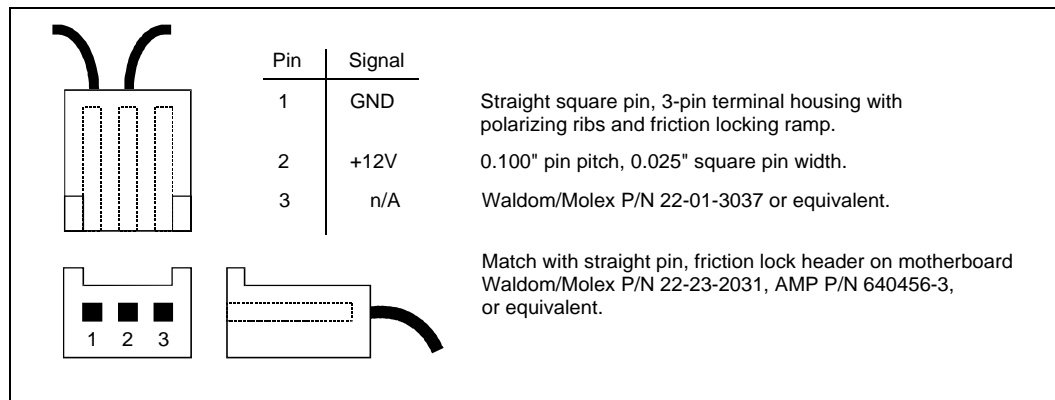 Pin Signal
1 GND
2 +12V
3 n/A
Straight square pin, 3-pin terminal housing with
polarizing ribs and friction locking ramp.
0.100" pin pitch, 0.025" square pin width.
Waldom/Molex P/N 22-01-3037 or equivalent.
Match with straight pin, friction lock header on motherboard
Waldom/Molex P/N 22-23-2031, AMP P/N 640456-3,
or equivalent.
1 2 3